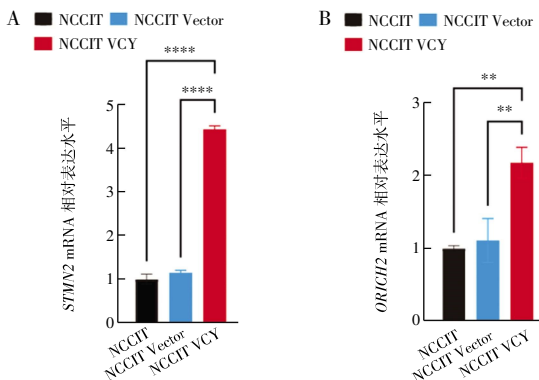 A
NCCIT NCCIT Vector
NCCIT VCY
****
****
STMN2 mRNA 相对表达水平
5
4
3
2
1
0
NCCIT
NCCIT Vector
NCCIT VCY
B
NCCIT NCCIT Vector
NCCIT VCY
**
**
ORICH2 mRNA 相对表达水平
3
2
1
0
NCCIT
NCCIT Vector
NCCIT VCY